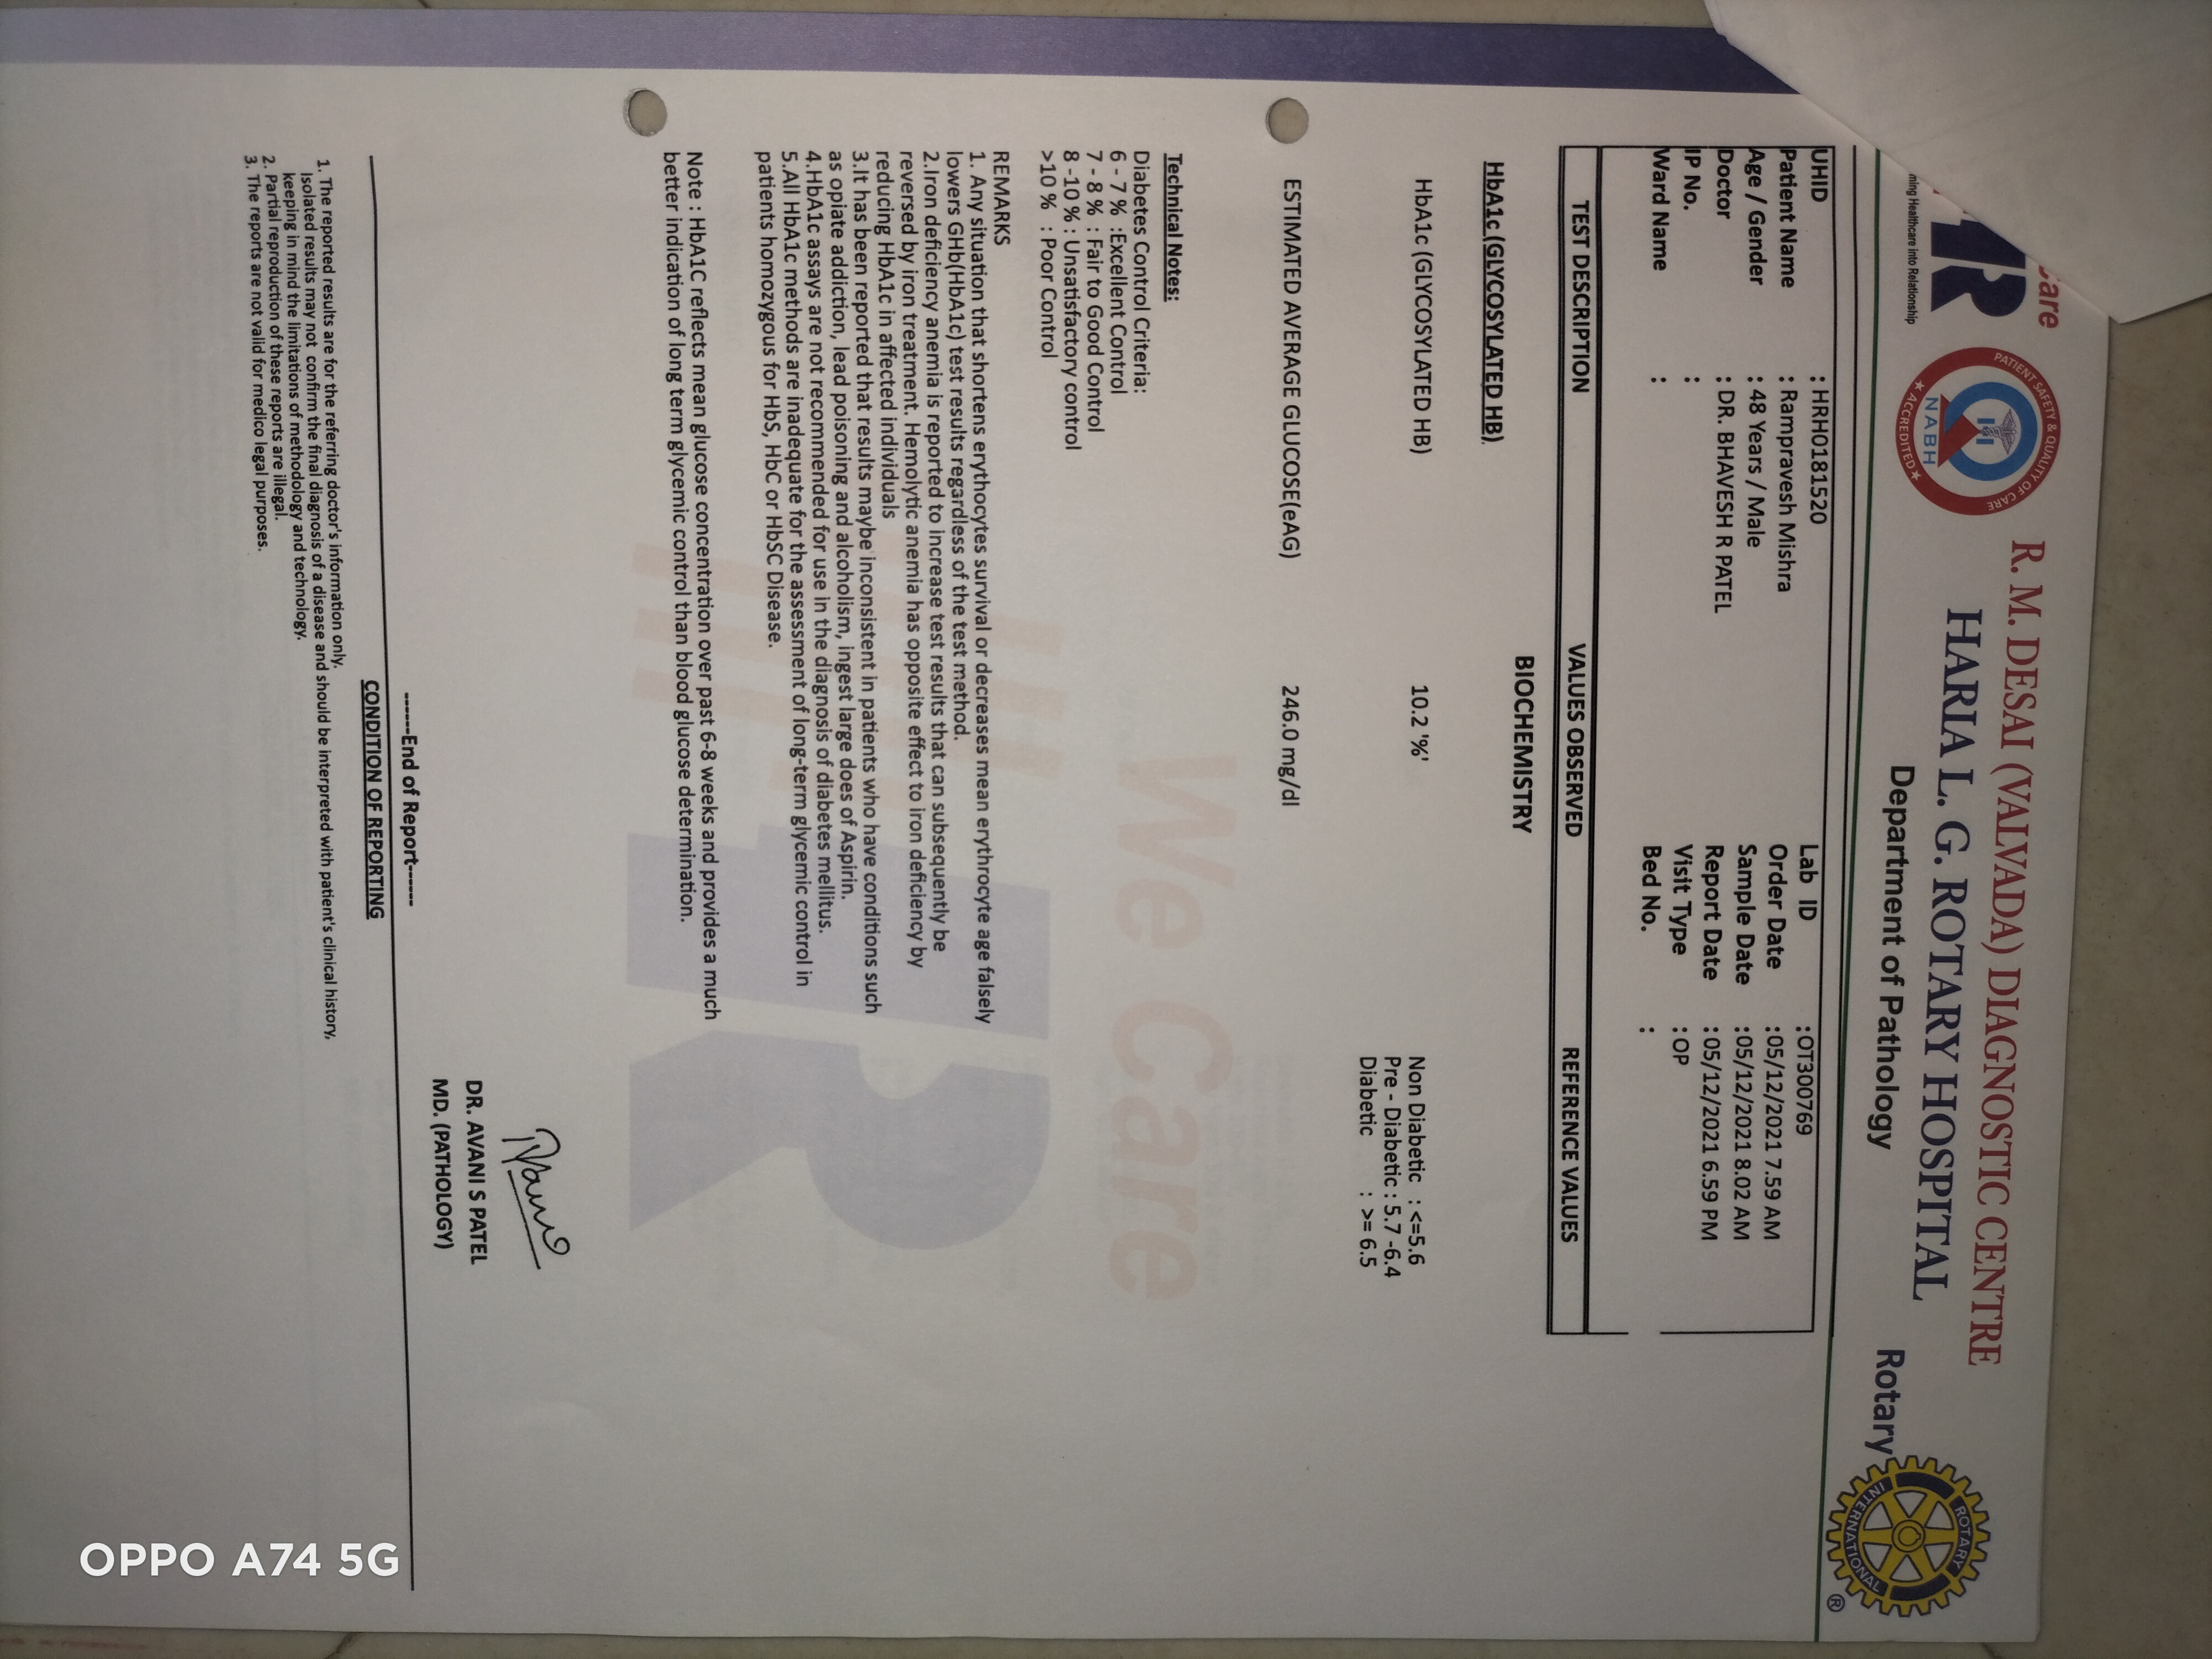 Care
ming Healthcare into Relationship
PATIENT SAFETY & QUALITY OF CARE
NABH
★ ACCREDITED ★
R. M. DESAI (VALVADA) DIAGNOSTIC CENTRE
HARIA L. G. ROTARY HOSPITAL
Department of Pathology
Rotary
ROTARY
INTERNATIONAL
®
UHID : HRH0181520 Lab ID :OT300769
Patient Name : Rampravesh Mishra Order Date :05/12/2021 7.59 AM
Age / Gender : 48 Years / Male Sample Date :05/12/2021 8.02 AM
Doctor : DR. BHAVESH R PATEL Report Date :05/12/2021 6.59 PM
IP No. : Visit Type :OP
Ward Name : Bed No. :
TEST DESCRIPTION VALUES OBSERVED REFERENCE VALUES
BIOCHEMISTRY
HbA1c (GLYCOSYLATED HB)
HbA1c (GLYCOSYLATED HB) 10.2 '%' Non Diabetic : <=5.6
Pre - Diabetic : 5.7 -6.4
Diabetic : >= 6.5
ESTIMATED AVERAGE GLUCOSE(eAG) 246.0 mg/dl
Technical Notes:
Diabetes Control Criteria:
6 - 7 % :Excellent Control
7 - 8 % : Fair to Good Control
8 -10 % : Unsatisfactory control
>10 % : Poor Control
REMARKS
1. Any situation that shortens erythocytes survival or decreases mean erythrocyte age falsely
lowers GHb(HbA1c) test results regardless of the test method.
2.Iron deficiency anemia is reported to increase test results that can subsequently be
reversed by iron treatment. Hemolytic anemia has opposite effect to iron deficiency by
reducing HbA1c in affected individuals
3.It has been reported that results maybe inconsistent in patients who have conditions such
as opiate addiction, lead poisoning and alcoholism, ingest large does of Aspirin.
4.HbA1c assays are not recommended for use in the diagnosis of diabetes mellitus.
5.All HbA1c methods are inadequate for the assessment of long-term glycemic control in
patients homozygous for HbS, HbC or HbSC Disease.
Note : HbA1C reflects mean glucose concentration over past 6-8 weeks and provides a much
better indication of long term glycemic control than blood glucose determination.
We Care
HR
DR. AVANI S PATEL
MD. (PATHOLOGY)
------End of Report------
CONDITION OF REPORTING
1. The reported results are for the referring doctor's information only.
Isolated results may not confirm the final diagnosis of a disease and should be interpreted with patient's clinical history,
keeping in mind the limitations of methodology and technology.
2. Partial reproduction of these reports are illegal.
3. The reports are not valid for medico legal purposes.
OPPO A74 5G